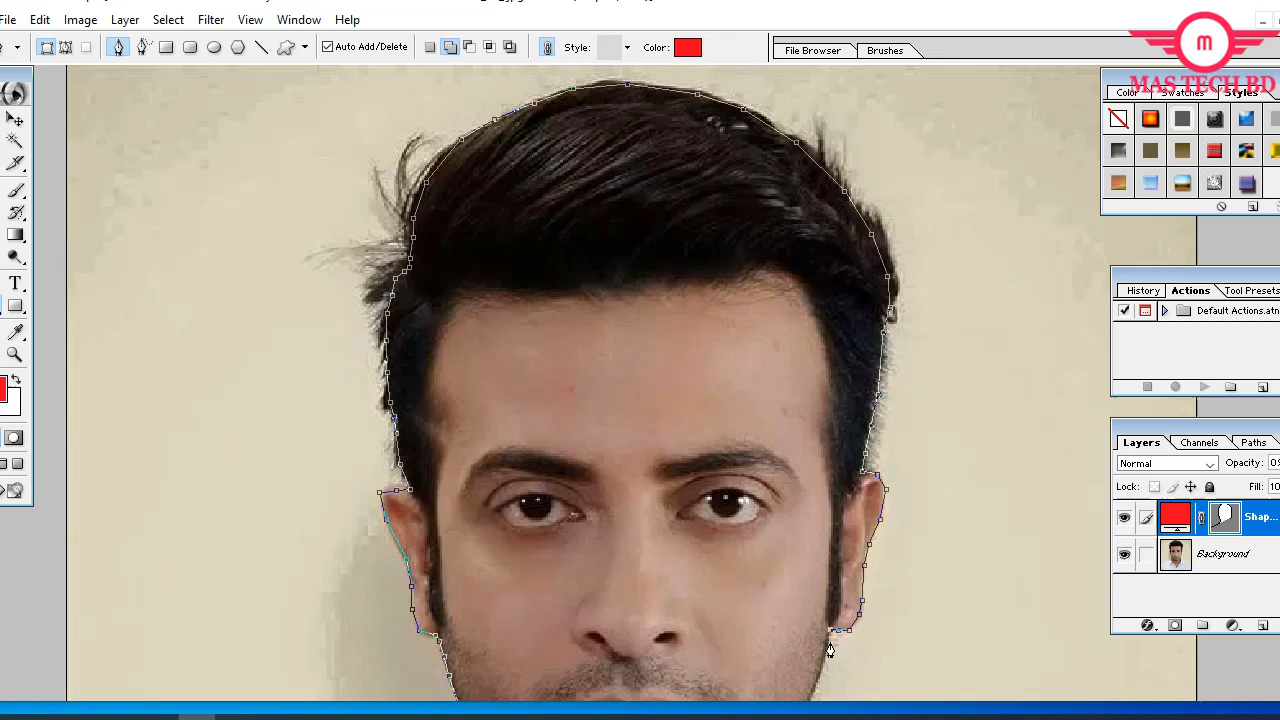 File Edit Image Layer Select Filter View Window Help
Auto Add/Delete Style: Color: File Browser Brushes
m
MAS TECH BD
Color Swatches Styles
History Actions Tool Presets
Default Actions.atn
Layers Channels Paths
Normal Opacity:
Lock: Fill: 10
Shap...
Background
T